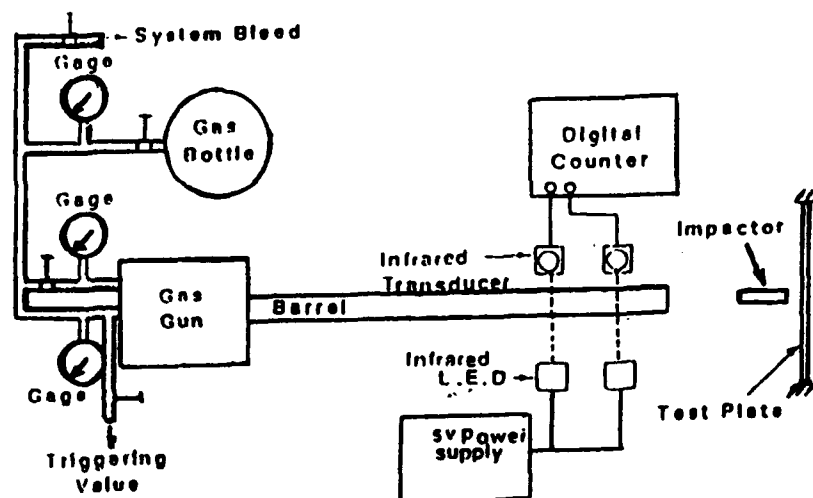 System Bleed
Gage
Gas
Bottle
Digital
Counter
Gage
Impactor
Infrared
Transducer
Gas
Gun
Barrel
Infrared
L.E.D
Gage
Test Plate
5v Power
supply
Triggering
Value